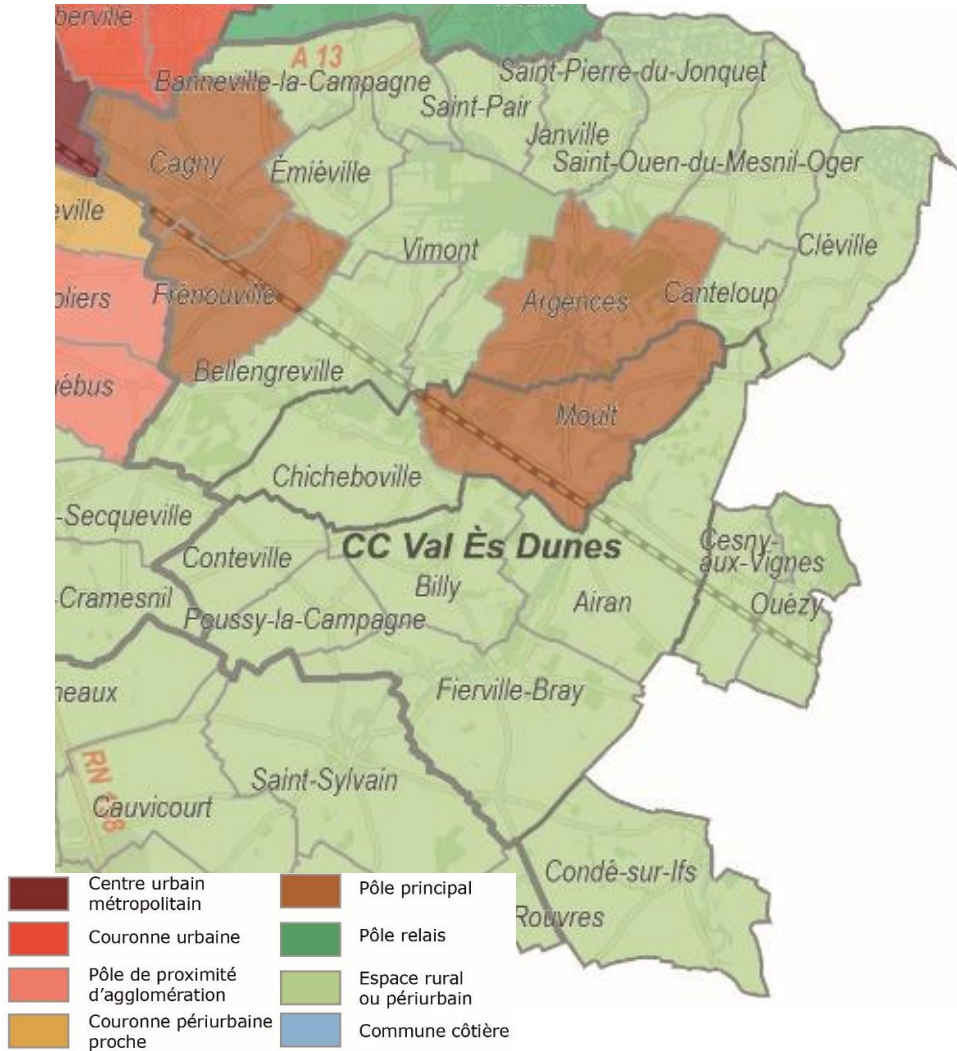 berville
A 13
Banneville-la-Campagne
Saint-Pierre-du-Jonquet
Saint-Pair
Janville
Cagny
Émiéville
Saint-Ouen-du-Mesnil-Oger
eville
Vimont
Cléville
oliers
Frénouville
Argences
Canteloup
ébus
Bellengreville
Moult
Chicheboville
-Secqueville
Conteville
CC Val Ès Dunes
Cesny-
aux-Vignes
Billy
-Cramesnil
Poussy-la-Campagne
Airan
Ouézy
neaux
Fierville-Bray
RN 158
Saint-Sylvain
Cauvicourt
Condé-sur-Ifs
Rouvres
Centre urbain
métropolitain
Couronne urbaine
Pôle de proximité
d'agglomération
Couronne périurbaine
proche
Pôle principal
Pôle relais
Espace rural
ou périurbain
Commune côtière